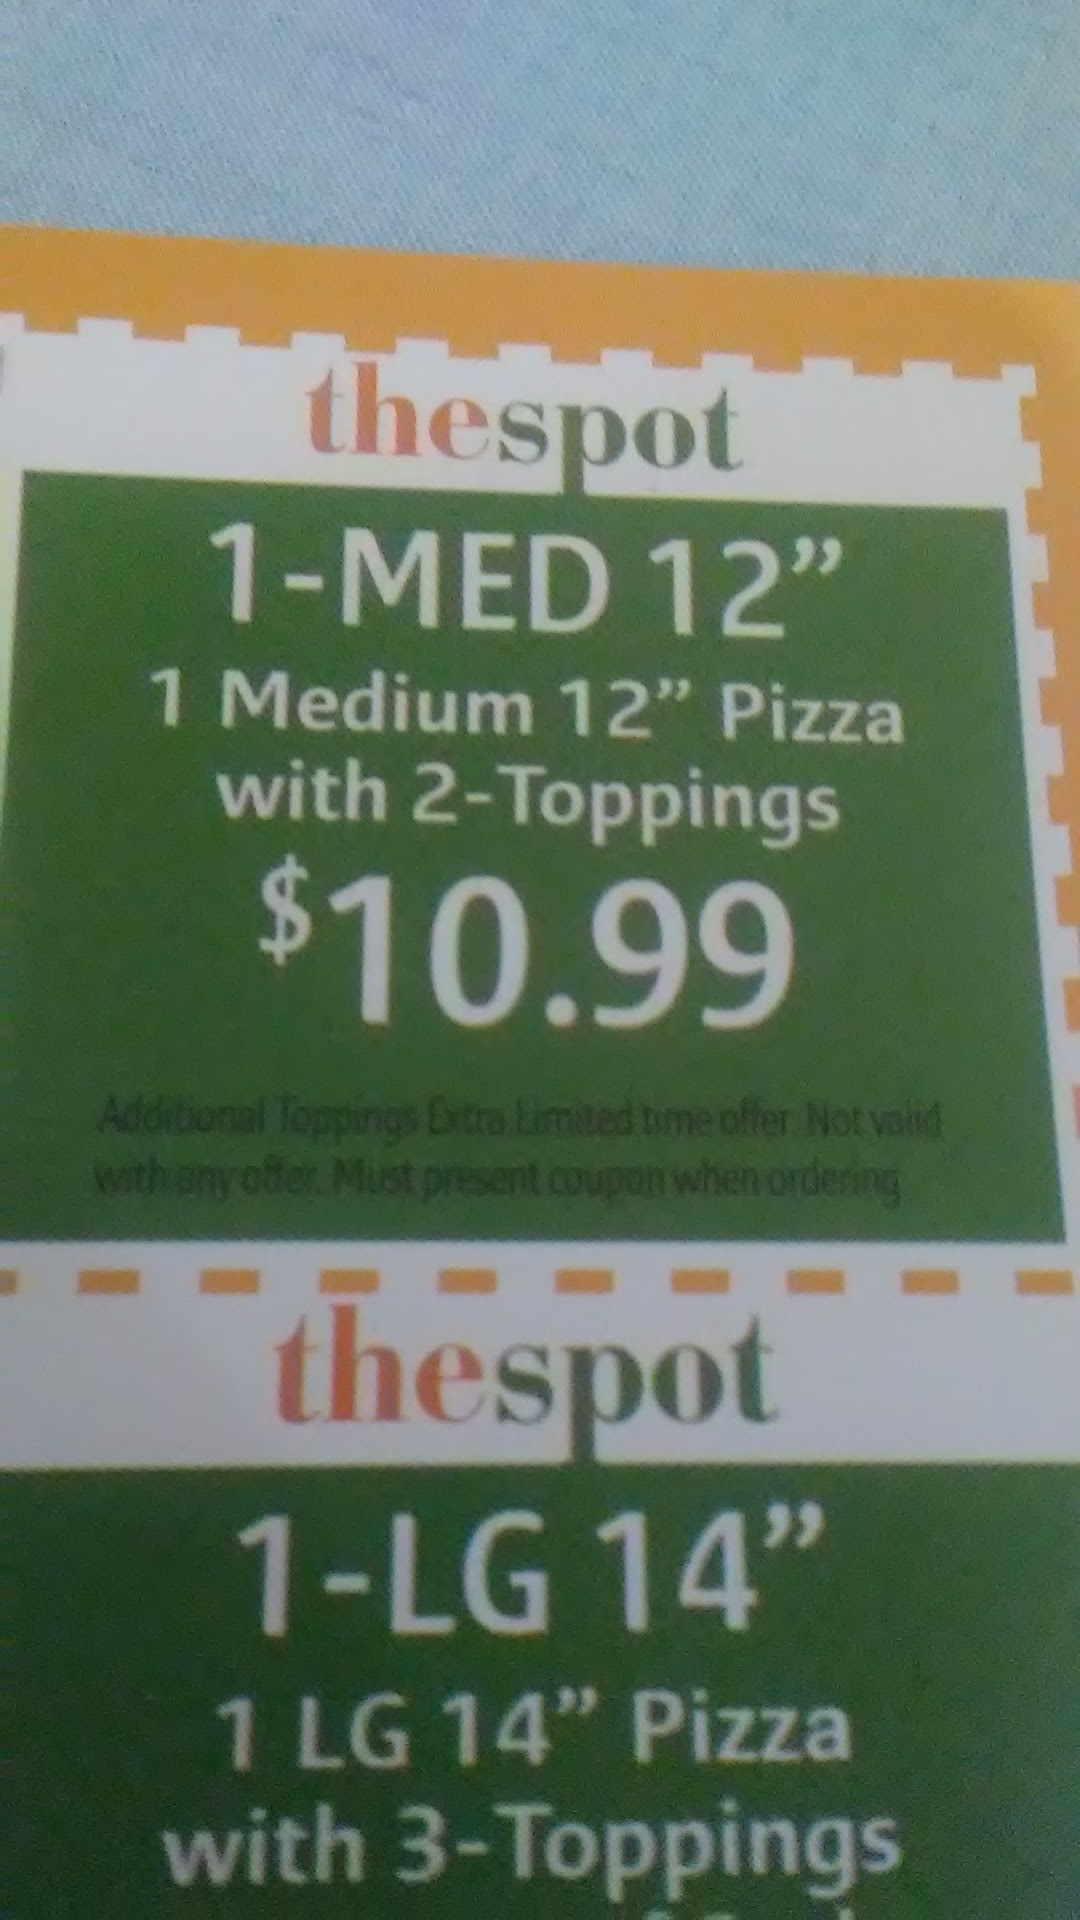 thespot
1-MED 12”
1 Medium 12” Pizza
with 2-Toppings
$10.99
Additional Toppings Extra Limited time offer. Not valid
with any offer. Must present coupon when ordering
thespot
1-LG 14”
1 LG 14” Pizza
with 3-Toppings